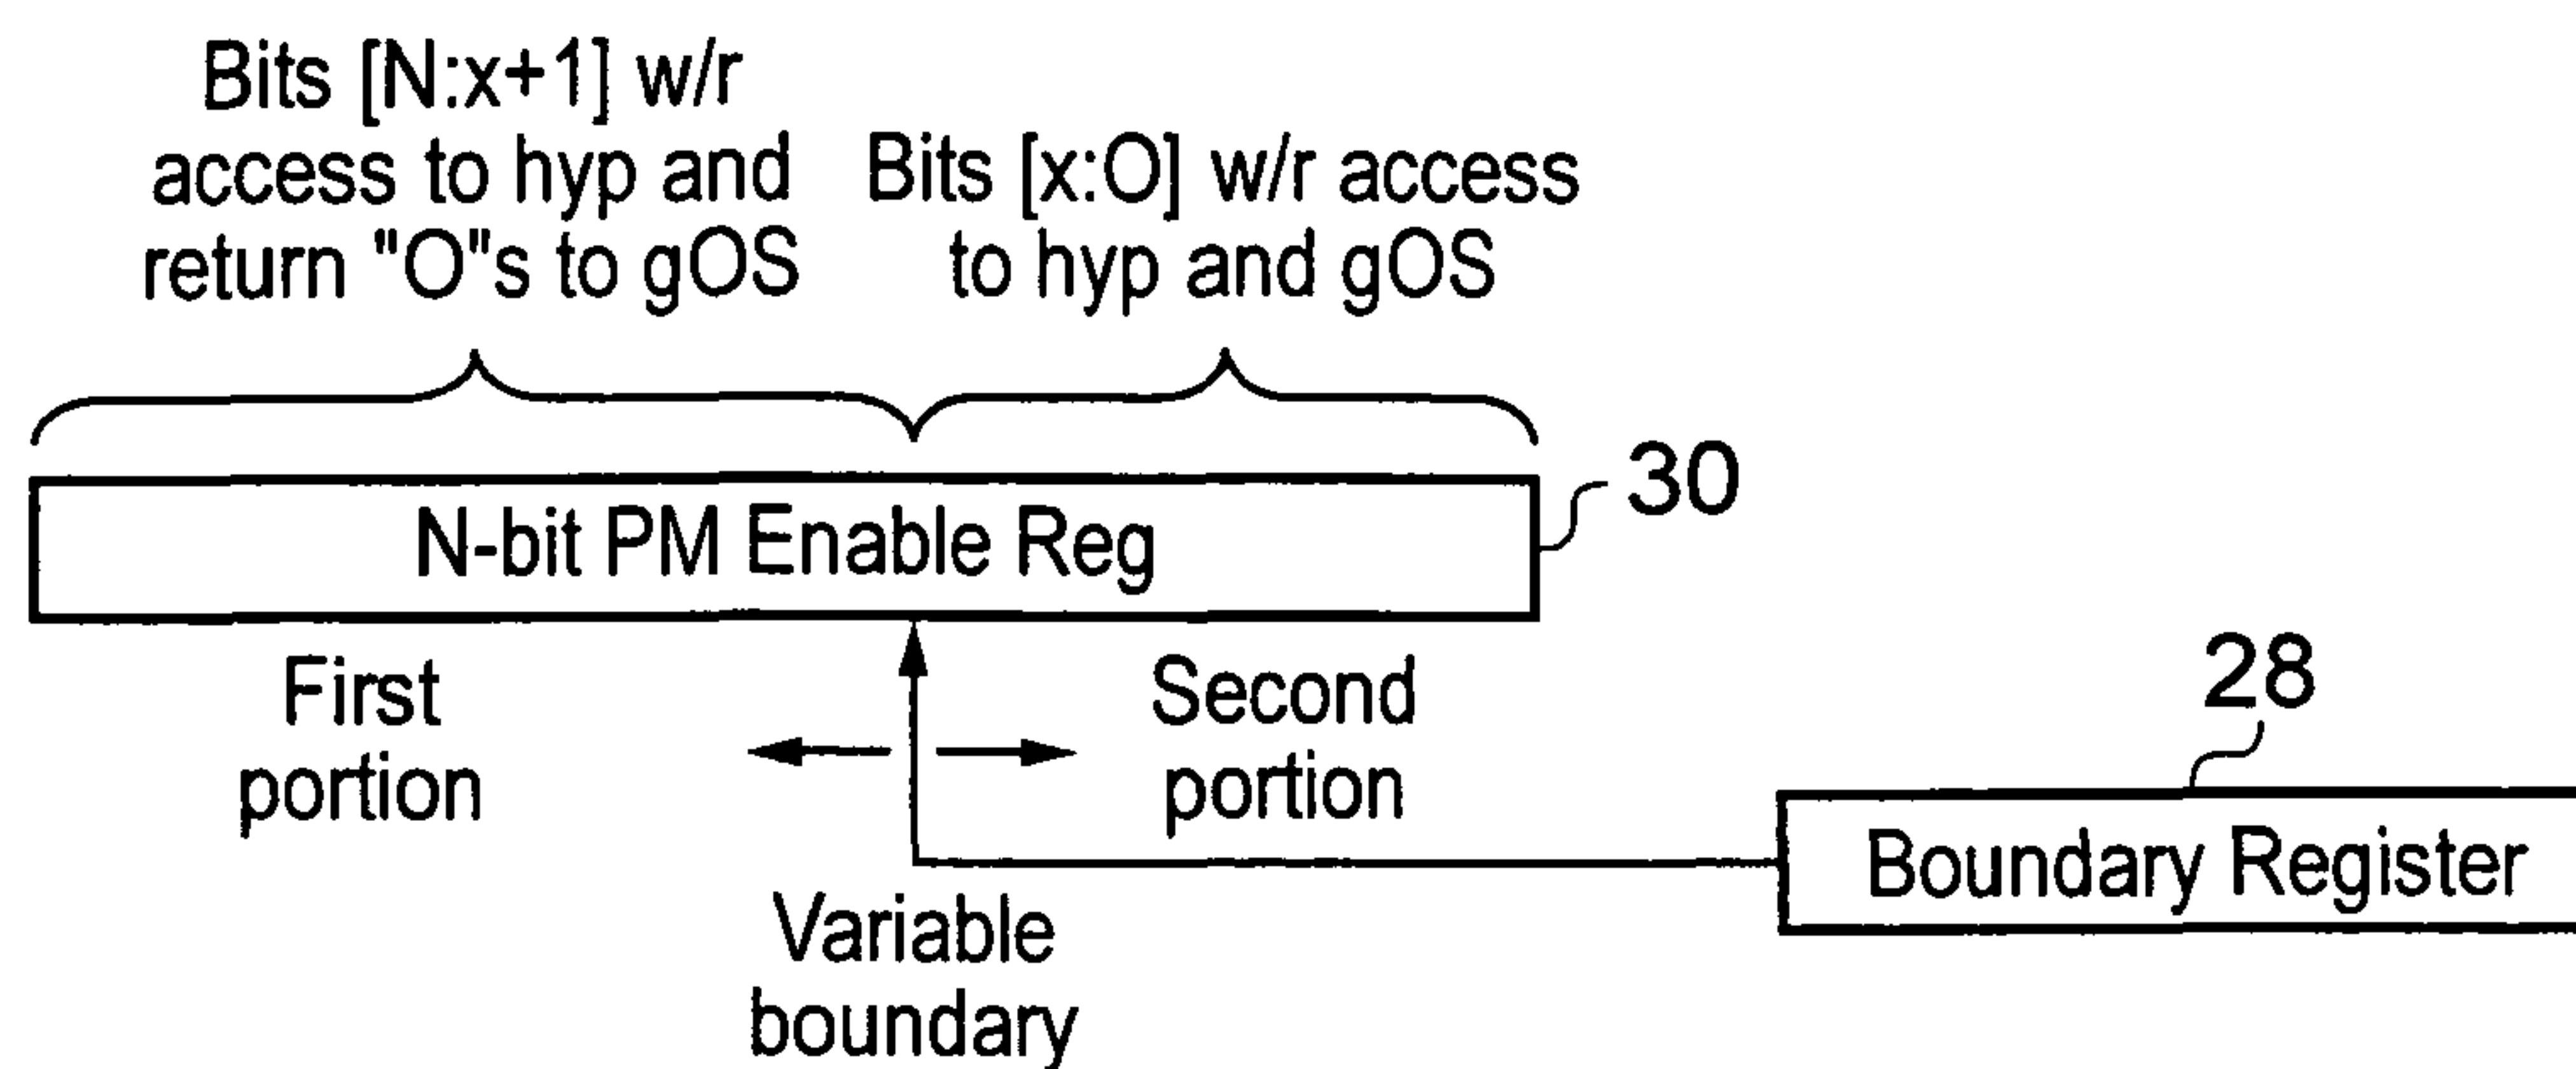 Bits [N:x+1] w/r
access to hyp and
return "O"s to gOS
Bits [x:O] w/r access
to hyp and gOS
N-bit PM Enable Reg
30
First
portion
Second
portion
28
Boundary Register
Variable
boundary